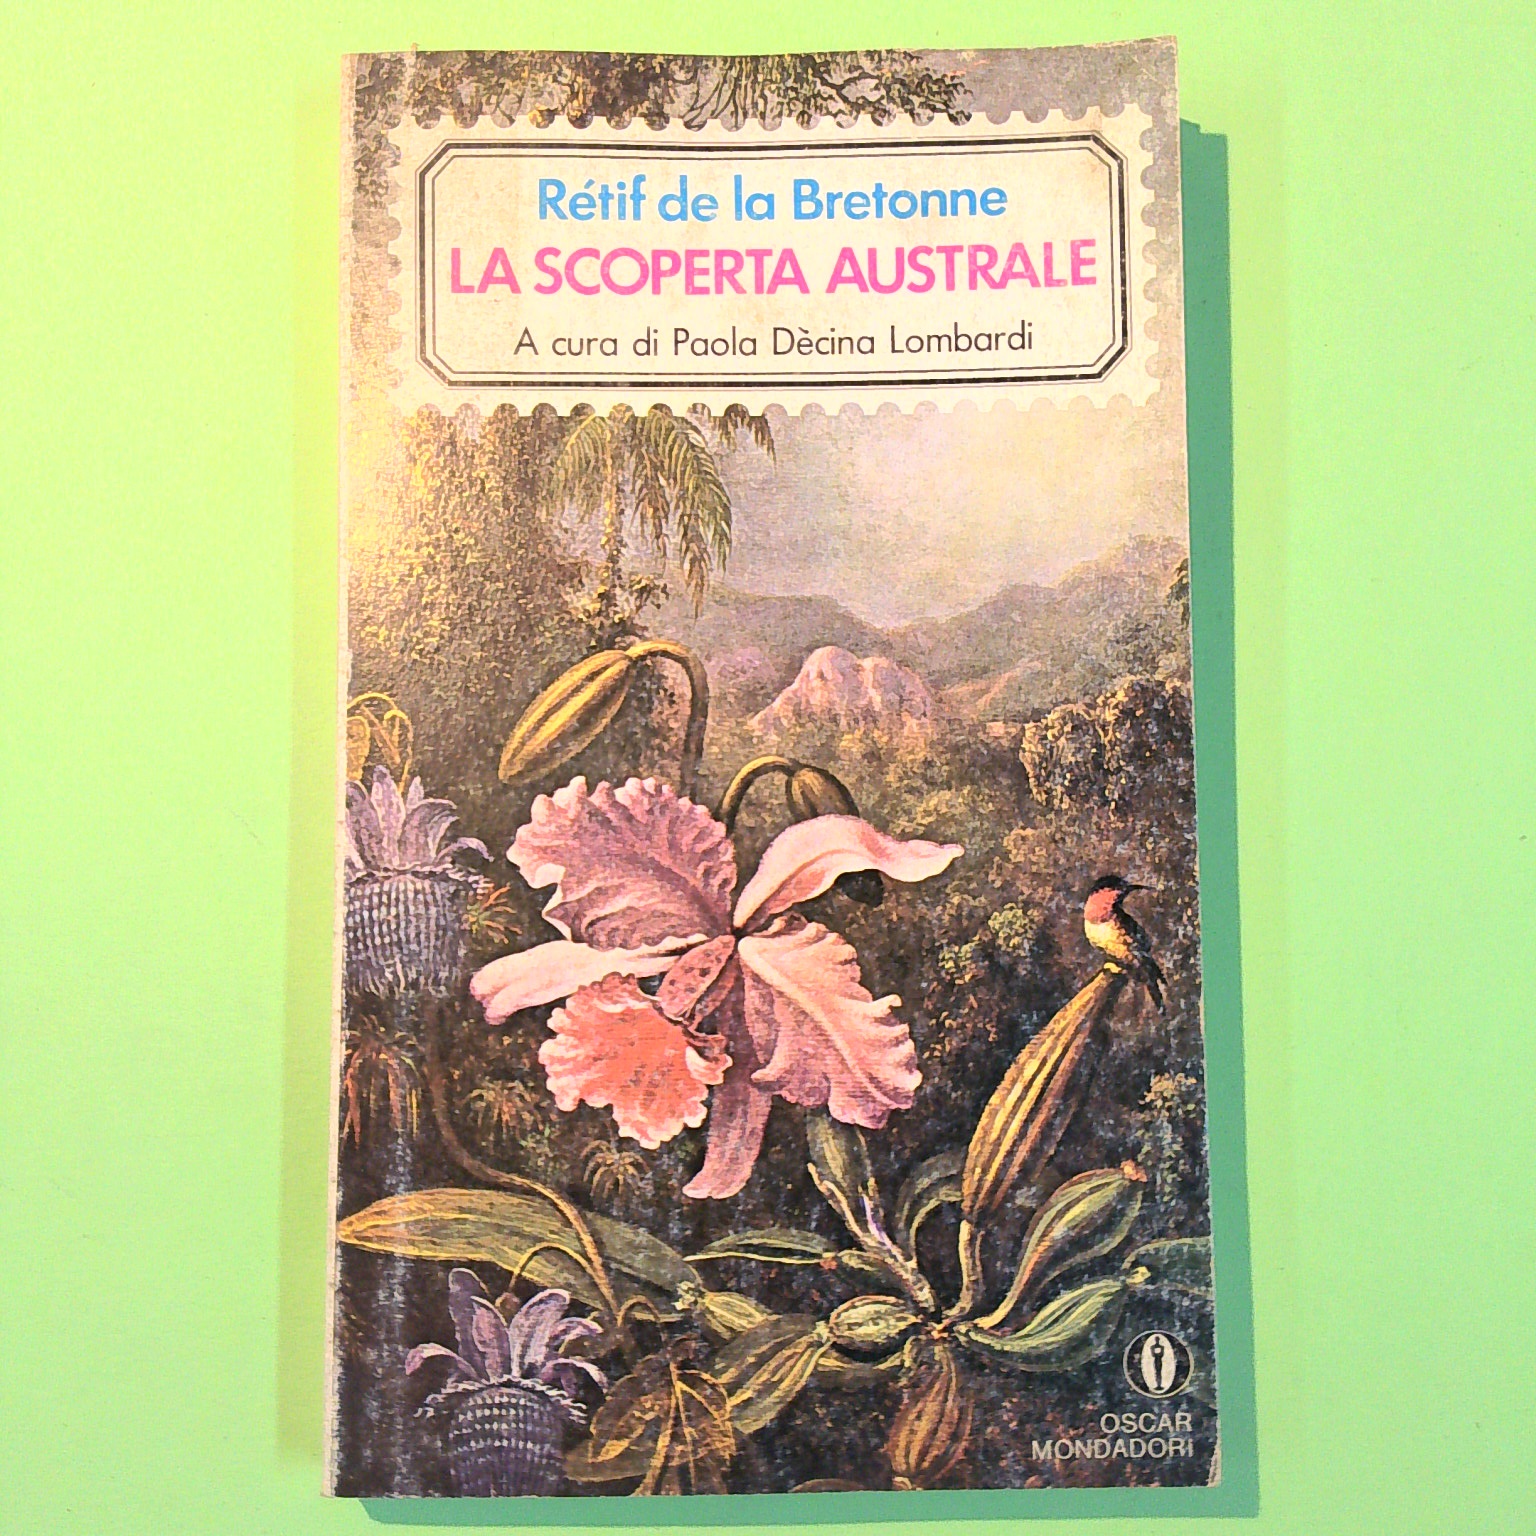 Rétif de la Bretonne
LA SCOPERTA AUSTRALE
A cura di Paola Dècina Lombardi
OSCAR
MONDADORI